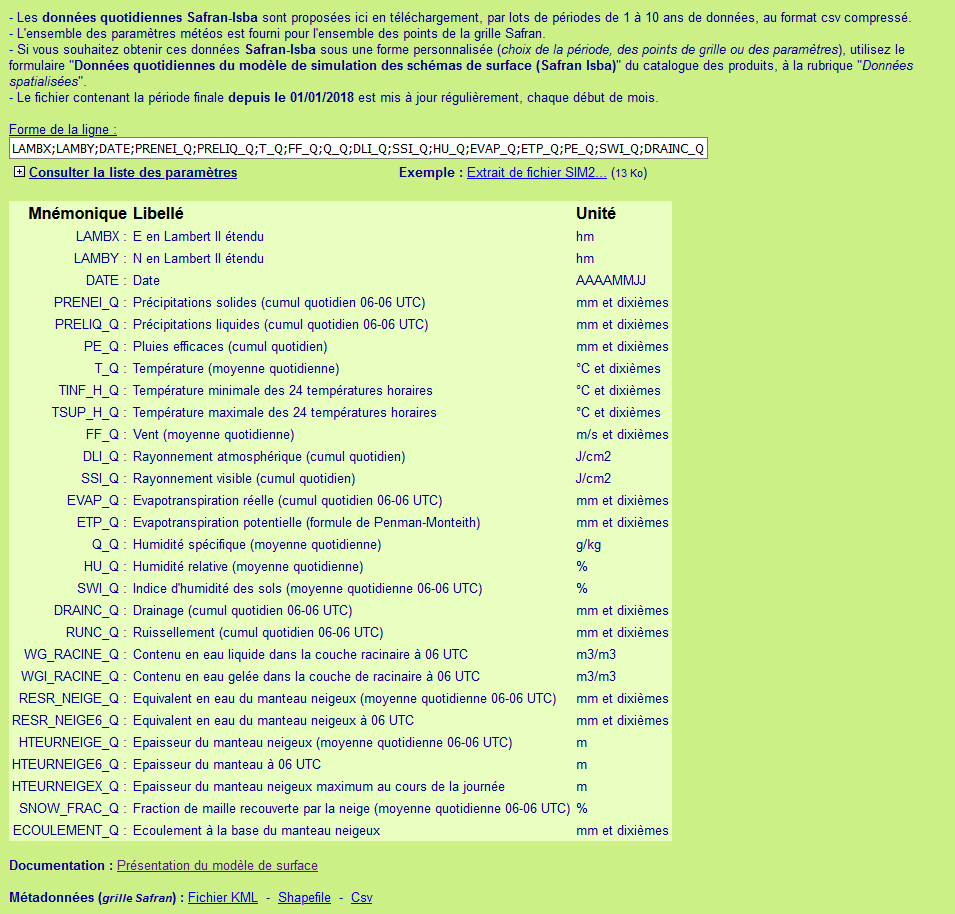 - Les données quotidiennes Safran-Isba sont proposées ici en téléchargement, par lots de périodes de 1 à 10 ans de données, au format csv compressé.
- L'ensemble des paramètres météos est fourni pour l'ensemble des points de la grille Safran.
- Si vous souhaitez obtenir ces données Safran-Isba sous une forme personnalisée (choix de la période, des points de grille ou des paramètres), utilisez le
formulaire "Données quotidiennes du modèle de simulation des schémas de surface (Safran Isba)" du catalogue des produits, à la rubrique "Données
spatialisées".
- Le fichier contenant la période finale depuis le 01/01/2018 est mis à jour régulièrement, chaque début de mois.
Forme de la ligne :
LAMBX;LAMBY;DATE;PRENEI_Q;PRELIQ_Q;T_Q;FF_Q;Q_Q;DLI_Q;SSI_Q;HU_Q;EVAP_Q;ETP_Q;PE_Q;SWI_Q;DRAINC_Q
Consulter la liste des paramètres Exemple : Extrait de fichier SIM2... (13 Ko)
Mnémonique Libellé Unité
LAMBX : E en Lambert II étendu hm
LAMBY : N en Lambert II étendu hm
DATE : Date AAAAMMJJ
PRENEI_Q : Précipitations solides (cumul quotidien 06-06 UTC) mm et dixièmes
PRELIQ_Q : Précipitations liquides (cumul quotidien 06-06 UTC) mm et dixièmes
PE_Q : Pluies efficaces (cumul quotidien) mm et dixièmes
T_Q : Température (moyenne quotidienne) °C et dixièmes
TINF_H_Q : Température minimale des 24 températures horaires °C et dixièmes
TSUP_H_Q : Température maximale des 24 températures horaires °C et dixièmes
FF_Q : Vent (moyenne quotidienne) m/s et dixièmes
DLI_Q : Rayonnement atmosphérique (cumul quotidien) J/cm2
SSI_Q : Rayonnement visible (cumul quotidien) J/cm2
EVAP_Q : Evapotranspiration réelle (cumul quotidien 06-06 UTC) mm et dixièmes
ETP_Q : Evapotranspiration potentielle (formule de Penman-Monteith) mm et dixièmes
Q_Q : Humidité spécifique (moyenne quotidienne) g/kg
HU_Q : Humidité relative (moyenne quotidienne) %
SWI_Q : Indice d'humidité des sols (moyenne quotidienne 06-06 UTC) %
DRAINC_Q : Drainage (cumul quotidien 06-06 UTC) mm et dixièmes
RUNC_Q : Ruissellement (cumul quotidien 06-06 UTC) mm et dixièmes
WG_RACINE_Q : Contenu en eau liquide dans la couche racinaire à 06 UTC m3/m3
WGI_RACINE_Q : Contenu en eau gelée dans la couche de racinaire à 06 UTC m3/m3
RESR_NEIGE_Q : Equivalent en eau du manteau neigeux (moyenne quotidienne 06-06 UTC) mm et dixièmes
RESR_NEIGE6_Q : Equivalent en eau du manteau neigeux à 06 UTC mm et dixièmes
HTEURNEIGE_Q : Epaisseur du manteau neigeux (moyenne quotidienne 06-06 UTC) m
HTEURNEIGE6_Q : Epaisseur du manteau à 06 UTC m
HTEURNEIGEX_Q : Epaisseur du manteau neigeux maximum au cours de la journée m
SNOW_FRAC_Q : Fraction de maille recouverte par la neige (moyenne quotidienne 06-06 UTC) %
ECOULEMENT_Q : Ecoulement à la base du manteau neigeux mm et dixièmes
Documentation : Présentation du modèle de surface
Métadonnées (grille Safran) : Fichier KML - Shapefile - Csv